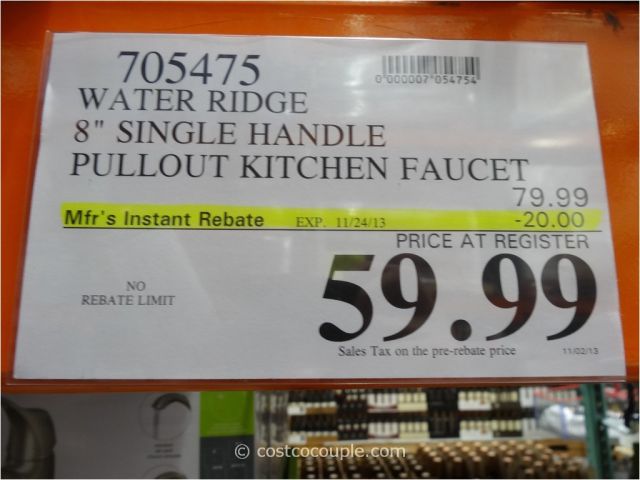 705475
0"000007"054754
WATER RIDGE
8" SINGLE HANDLE
PULLOUT KITCHEN FAUCET
79.99
Mfr's Instant Rebate EXP. 11/24/13 -20.00
PRICE AT REGISTER
59.99
NO
REBATE LIMIT
Sales Tax on the pre-rebate price 11/02/13
© costcocouple.com